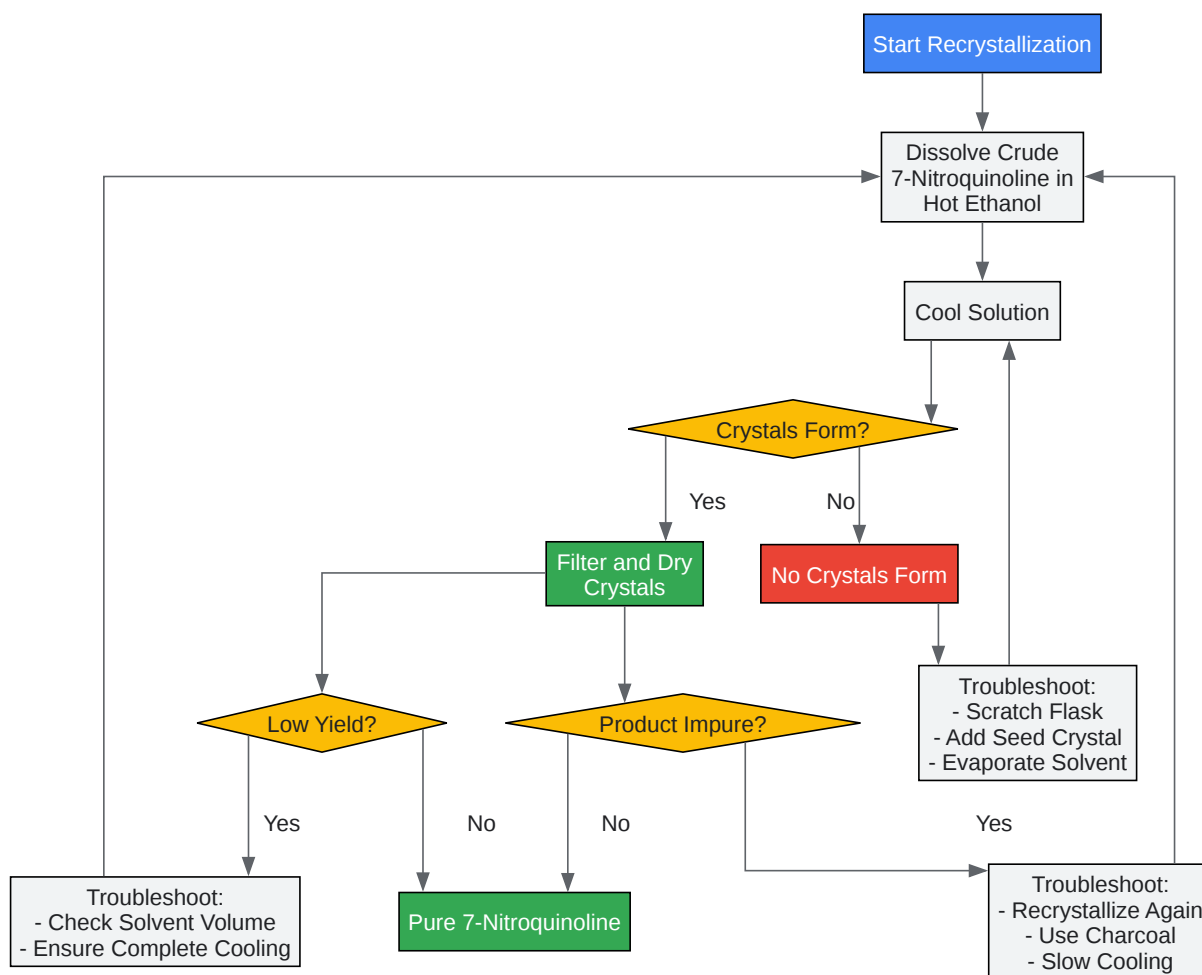 Start Recrystallization
Dissolve Crude
7-Nitroquinoline in
Hot Ethanol
Cool Solution
Crystals Form?
Yes
No
Filter and Dry
Crystals
No Crystals Form
Troubleshoot:
- Scratch Flask
- Add Seed Crystal
- Evaporate Solvent
Low Yield?
Product Impure?
Yes
No
No
Yes
Troubleshoot:
- Check Solvent Volume
- Ensure Complete Cooling
Pure 7-Nitroquinoline
Troubleshoot:
- Recrystallize Again
- Use Charcoal
- Slow Cooling